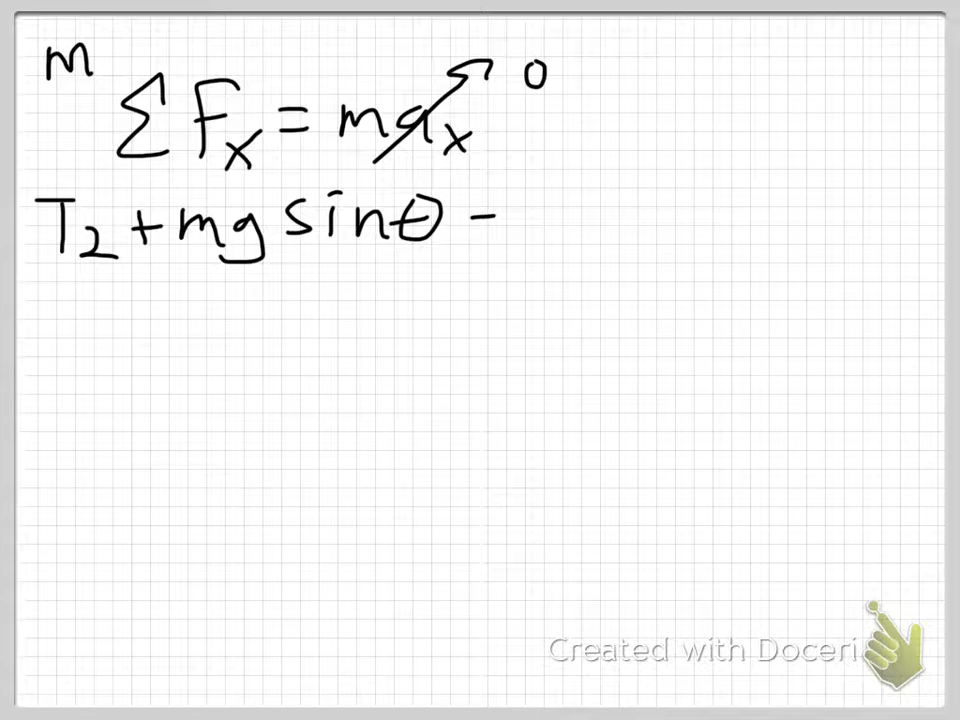 m
ΣFₓ = maₓ 0
T₂ + mg sinθ -
Created with Doceri